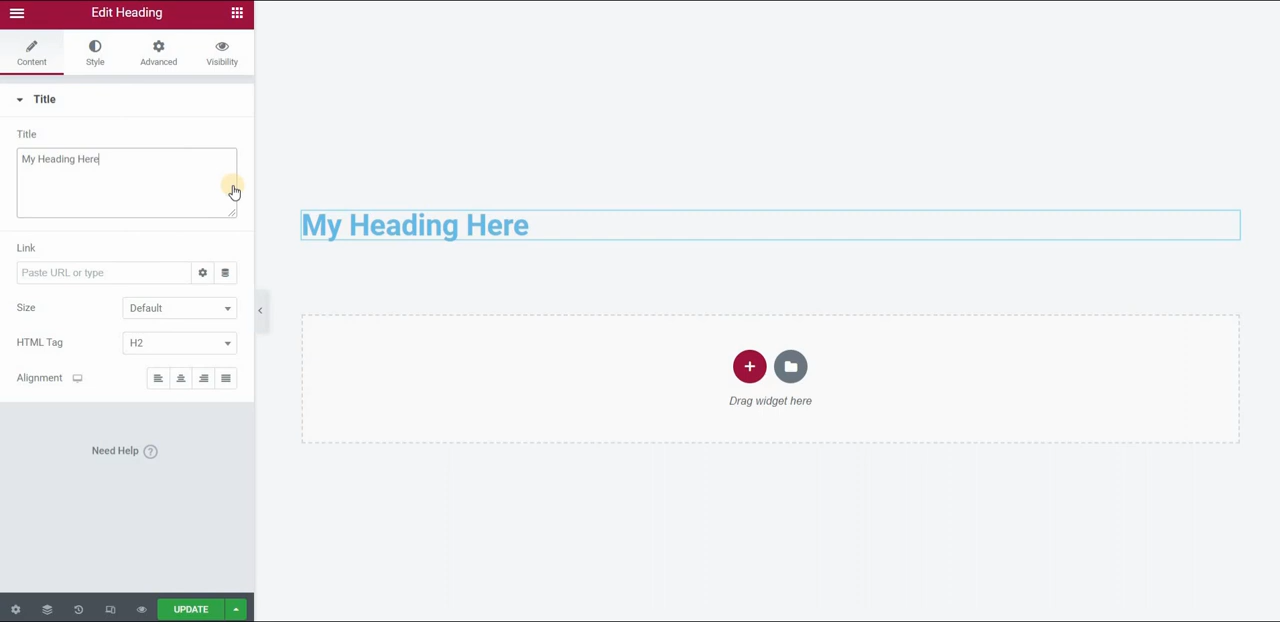 Edit Heading
Content Style Advanced Visibility
Title
Title
My Heading Here
Link
Paste URL or type
Size Default
HTML Tag H2
Alignment
Need Help ?
UPDATE
My Heading Here
Drag widget here